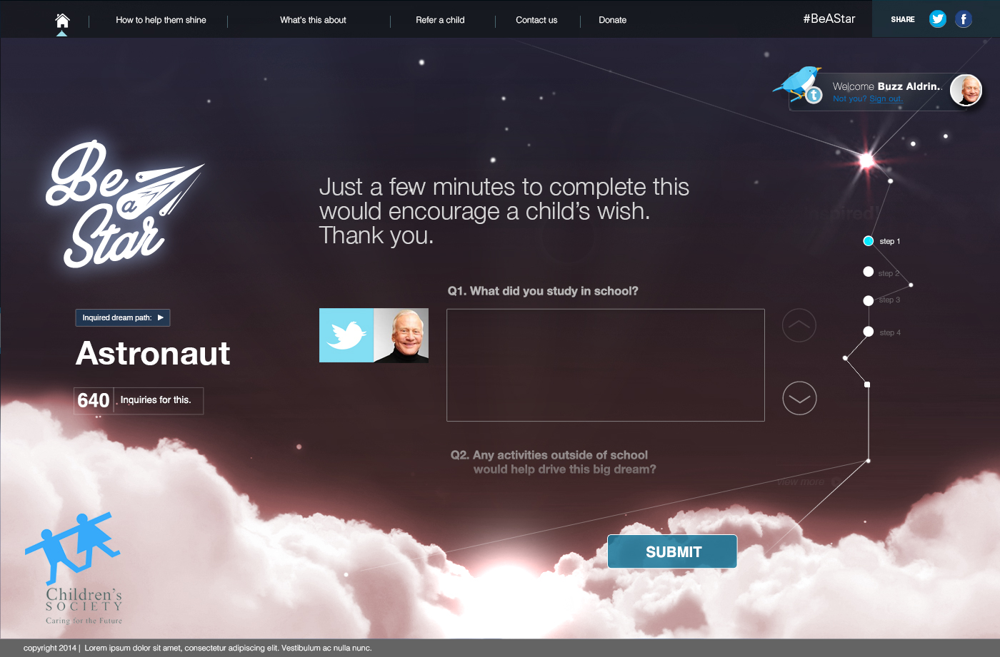 How to help them shine
What's this about
Refer a child
Contact us
Donate
#BeAStar
SHARE
Welcome Buzz Aldrin..
Not you? Sign out.
Be
a
Star
Just a few minutes to complete this
would encourage a child's wish.
Thank you.
step 1
step 2
step 3
step 4
Q1. What did you study in school?
Inquired dream path:
Astronaut
640 Inquiries for this.
Q2. Any activities outside of school
would help drive this big dream?
view more
SUBMIT
Children's
SOCIETY
Caring for the Future
copyright 2014 | Lorem ipsum dolor sit amet, consectetur adipiscing elit. Vestibulum ac nulla nunc.